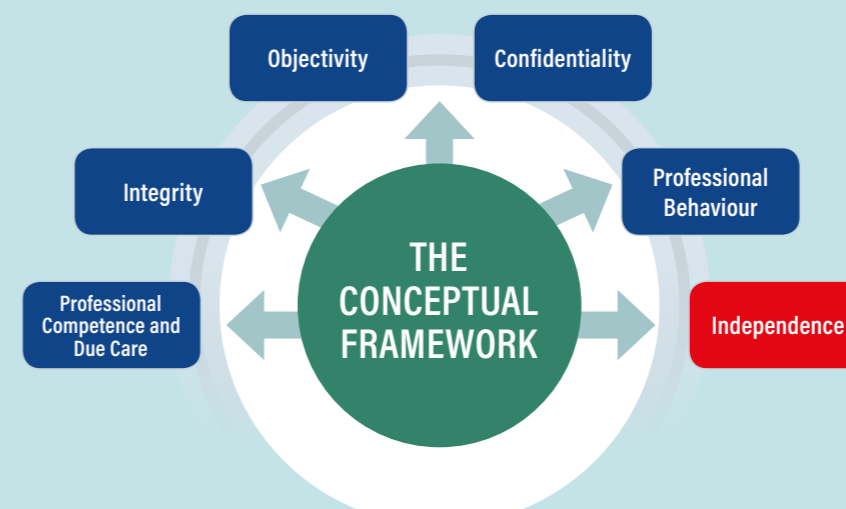 Objectivity
Confidentiality
Integrity
Professional
Behaviour
THE
CONCEPTUAL
FRAMEWORK
Professional
Competence and
Due Care
Independence